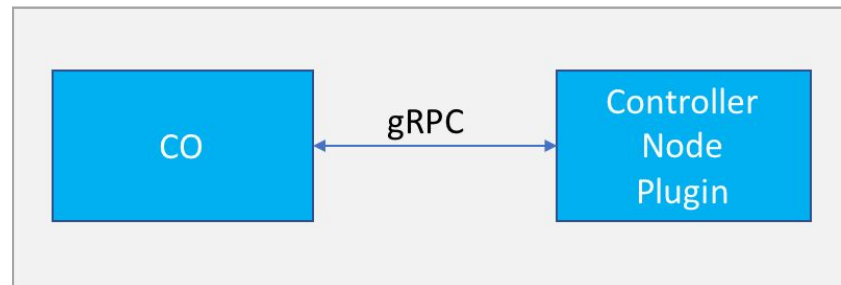 CO
gRPC
Controller
Node
Plugin